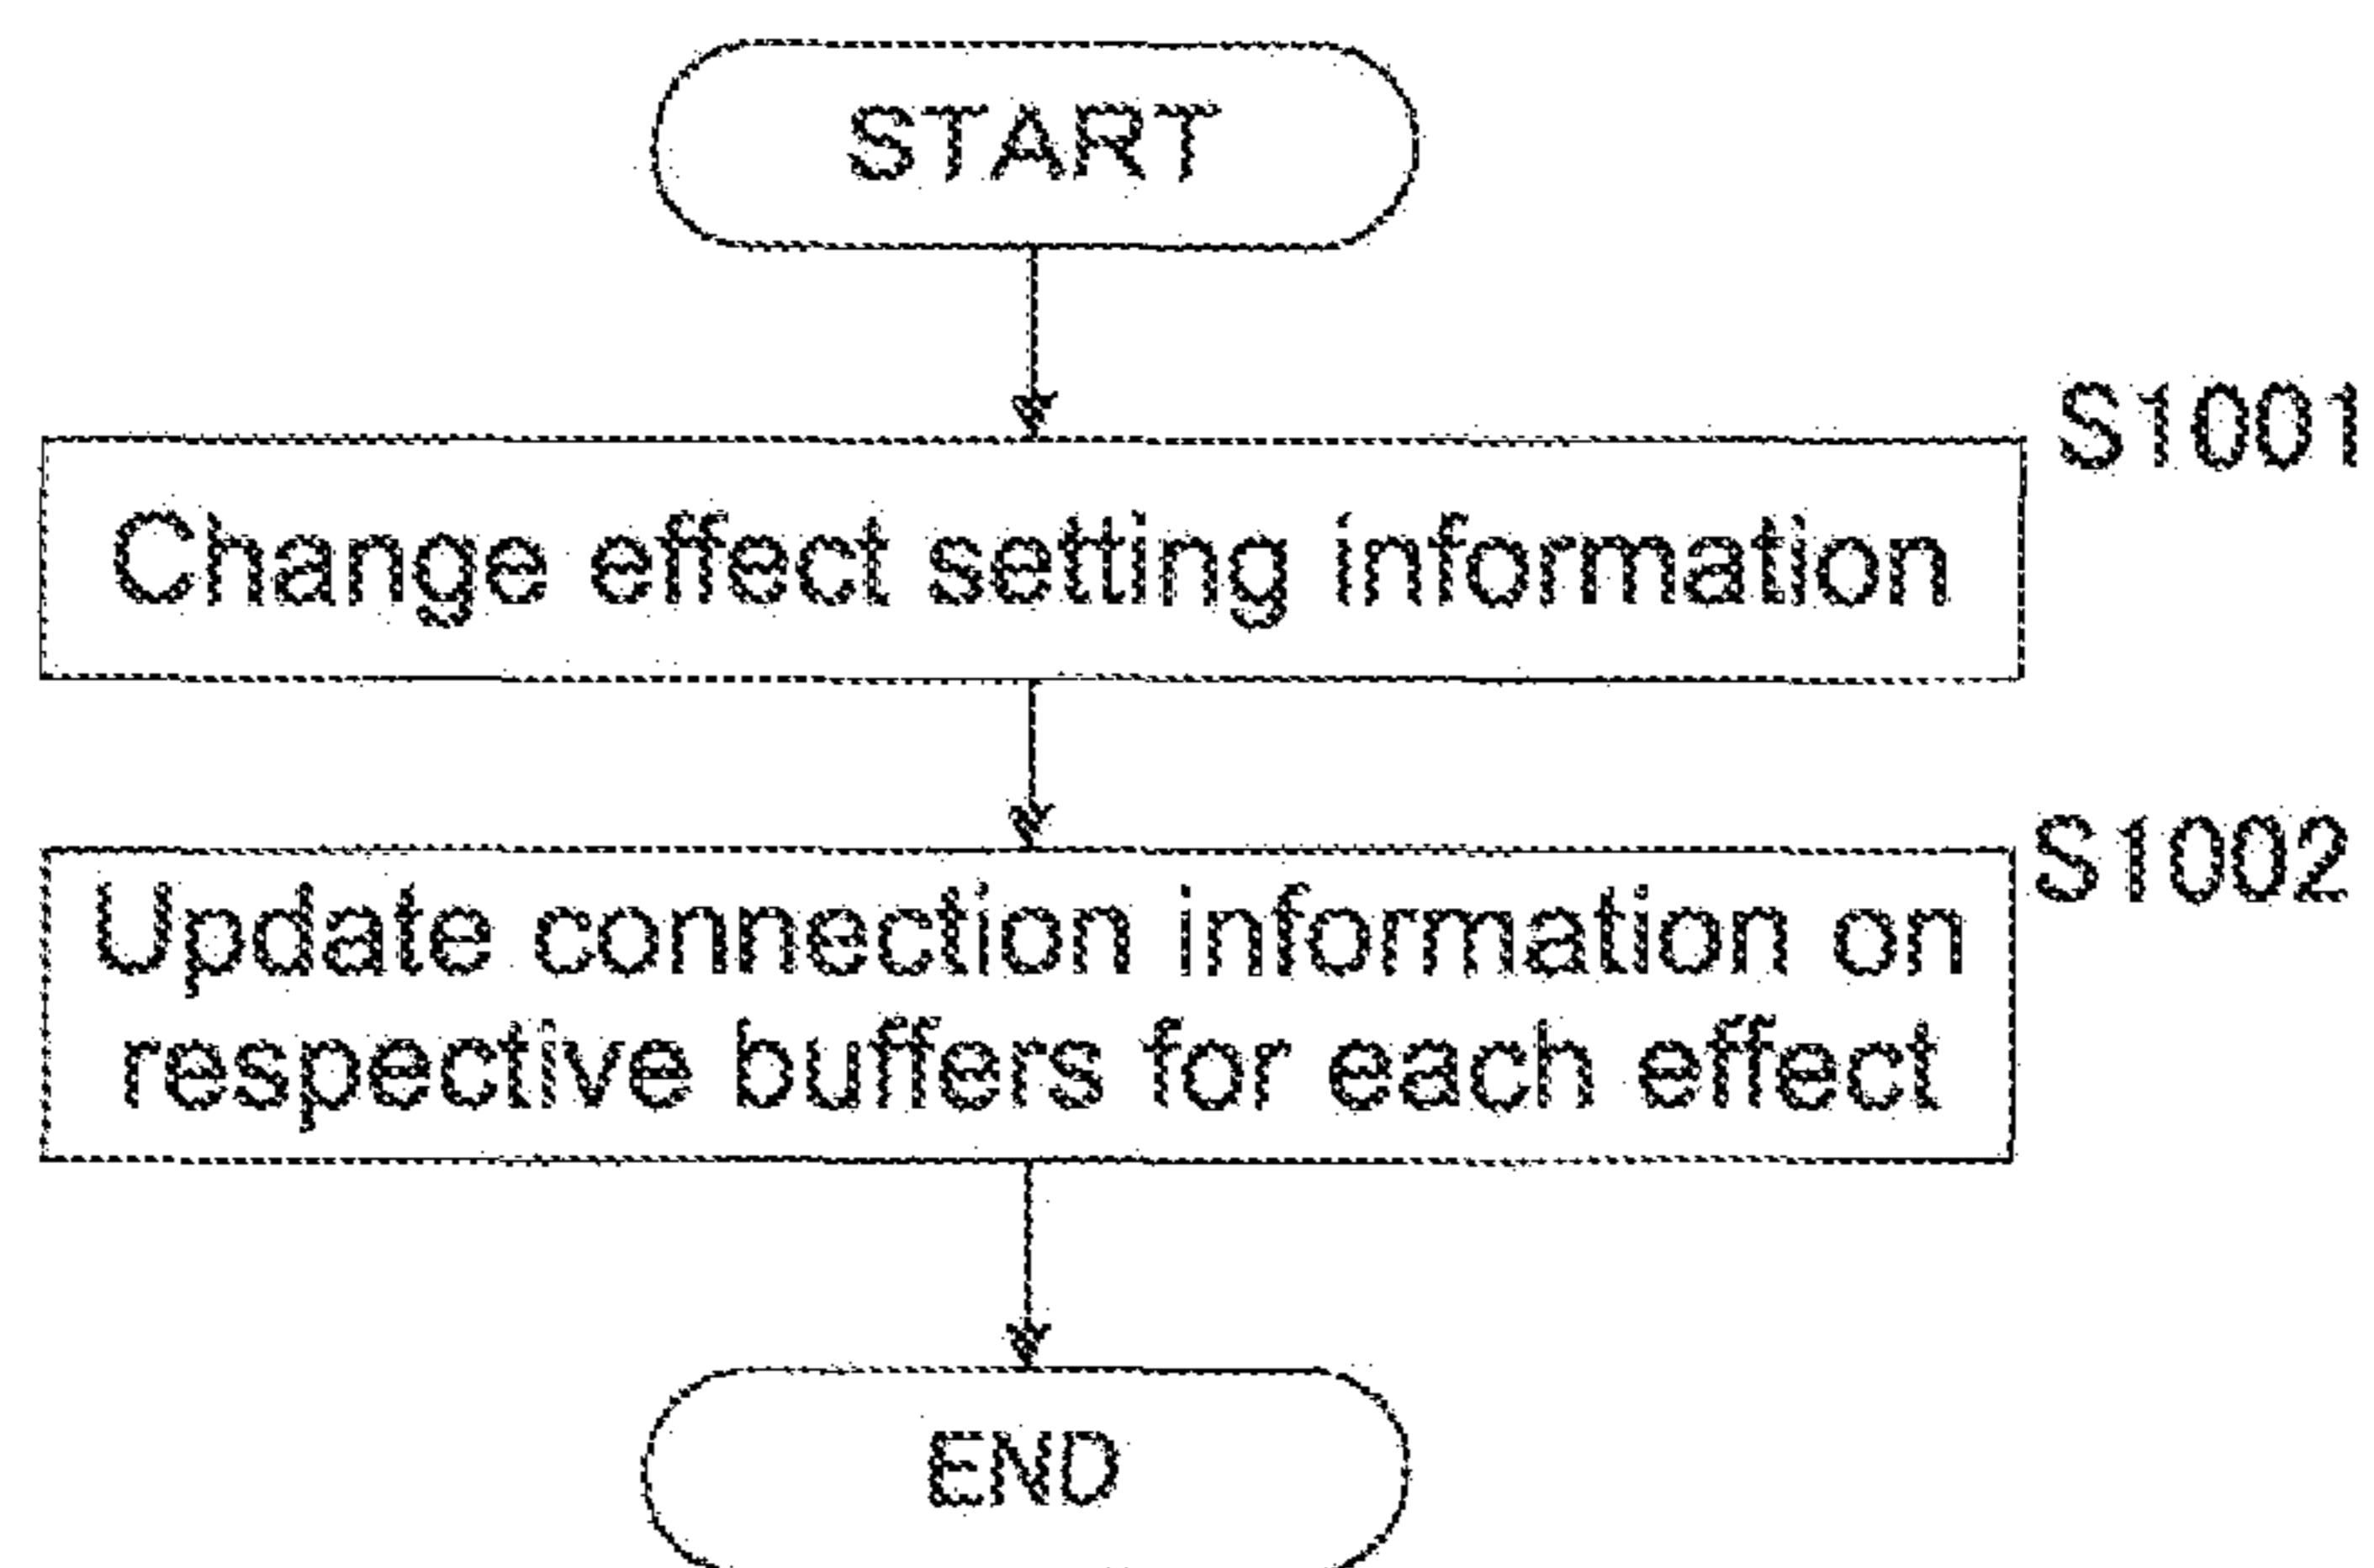 START
S1001
Change effect setting information
S1002
Update connection information on
respective buffers for each effect
END